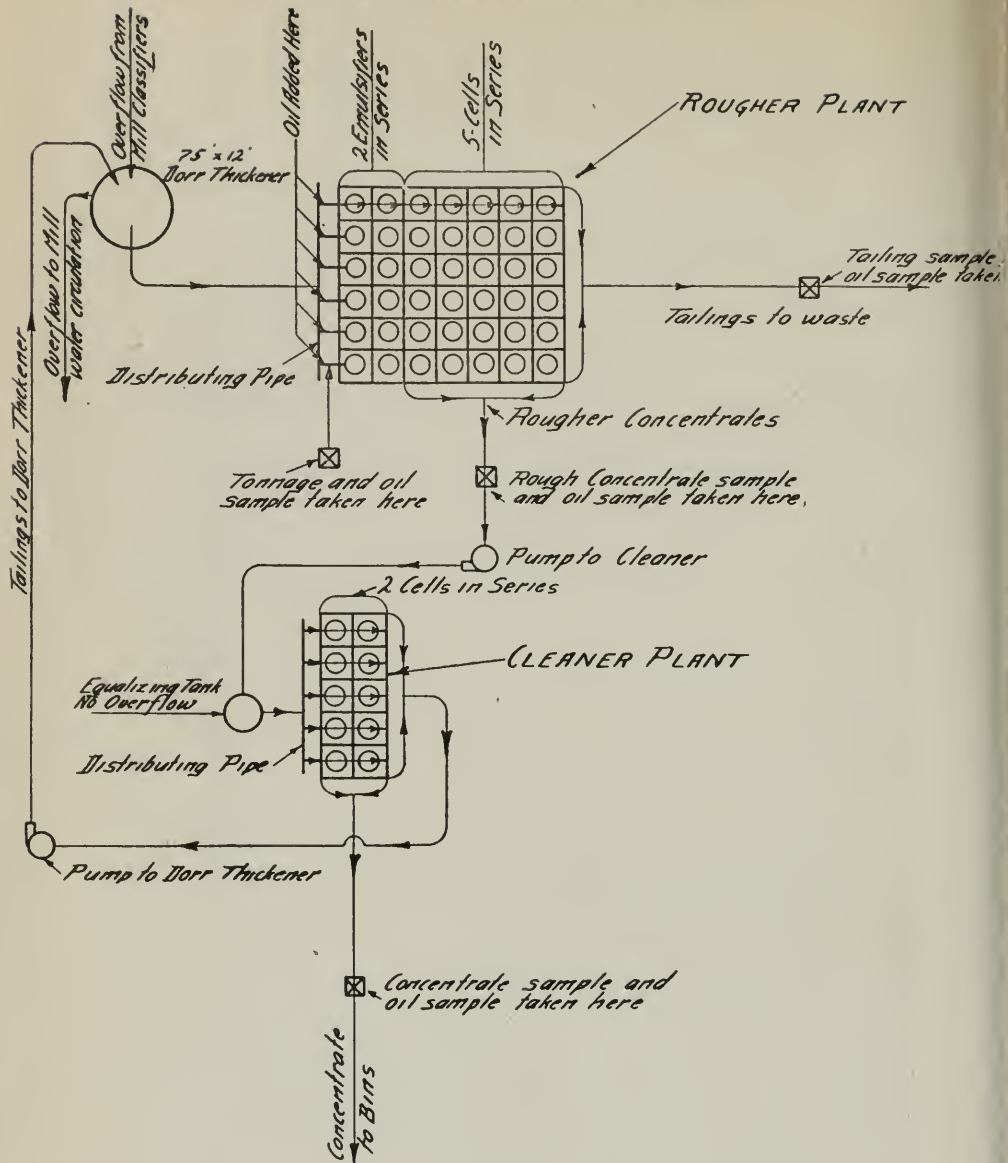 Overflow from
Mill Classifiers
75' x 12'
Dorr Thickener
Oil Added Here
2 Emulsifiers
in Series
5-Cells
in Series
ROUGHER PLANT
Overflow to Mill
water circulation
Tailing sample
oil sample taken
Tailings to waste
Distributing Pipe
Rougher Concentrates
Tonnage and oil
sample taken here
Rough Concentrate sample
and oil sample taken here.
Tailings to Dorr Thickener
Pump to Cleaner
2 Cells in Series
CLEANER PLANT
Equalizing Tank
No Overflow
Distributing Pipe
Pump to Dorr Thickener
Concentrate sample and
oil sample taken here
Concentrate
to Bins